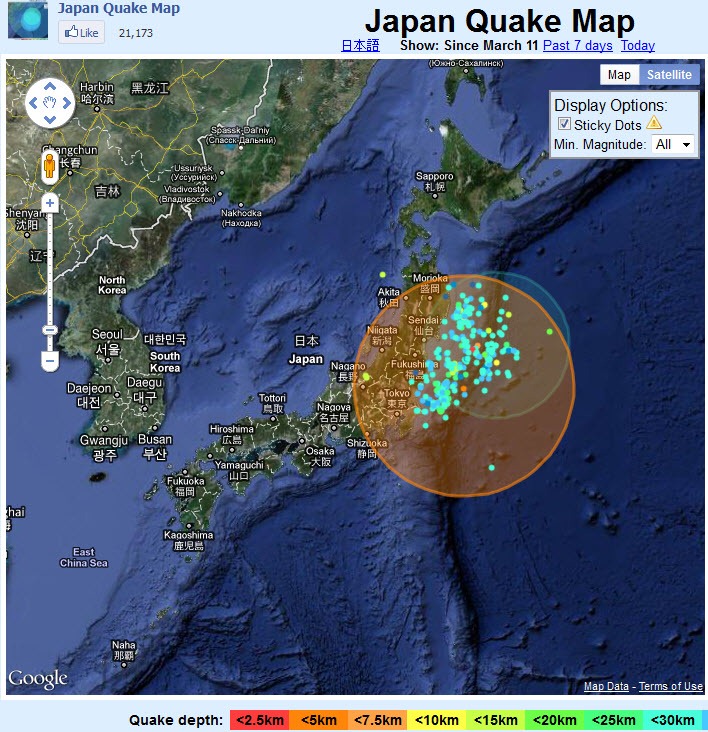 Japan Quake Map
Like 21,173
Japan Quake Map
日本語 Show: Since March 11 Past 7 days Today
(Южно-Сахалинск)
Map Satellite
Display Options:
Sticky Dots
Min. Magnitude: All
Harbin
哈尔滨
黑龙江
Spassk-Dal'niy
(Спасск-Дальний)
Changchun
长春
Ussuriysk
(Уссурийск)
Vladivostok
(Владивосток)
吉林
Nakhodka
(Находка)
Shenyang
沈阳
Sapporo
札幌
North
Korea
Morioka
盛岡
Akita
秋田
Sendai
仙台
Niigata
新潟
Seoul
서울
대한민국
South
Korea
日本
Japan
Nagano
Fukushima
Daejeon
대전
Daegu
대구
Tokyo
東京
Tottori
鳥取
Nagoya
名古屋
Gwangju
광주
Busan
부산
Hiroshima
広島
Osaka
大阪
Shizuoka
静岡
Yamaguchi
山口
Fukuoka
福岡
Kagoshima
鹿児島
East
China Sea
Naha
那覇
Google
Map Data - Terms of Use
Quake depth: <2.5km <5km <7.5km <10km <15km <20km <25km <30km